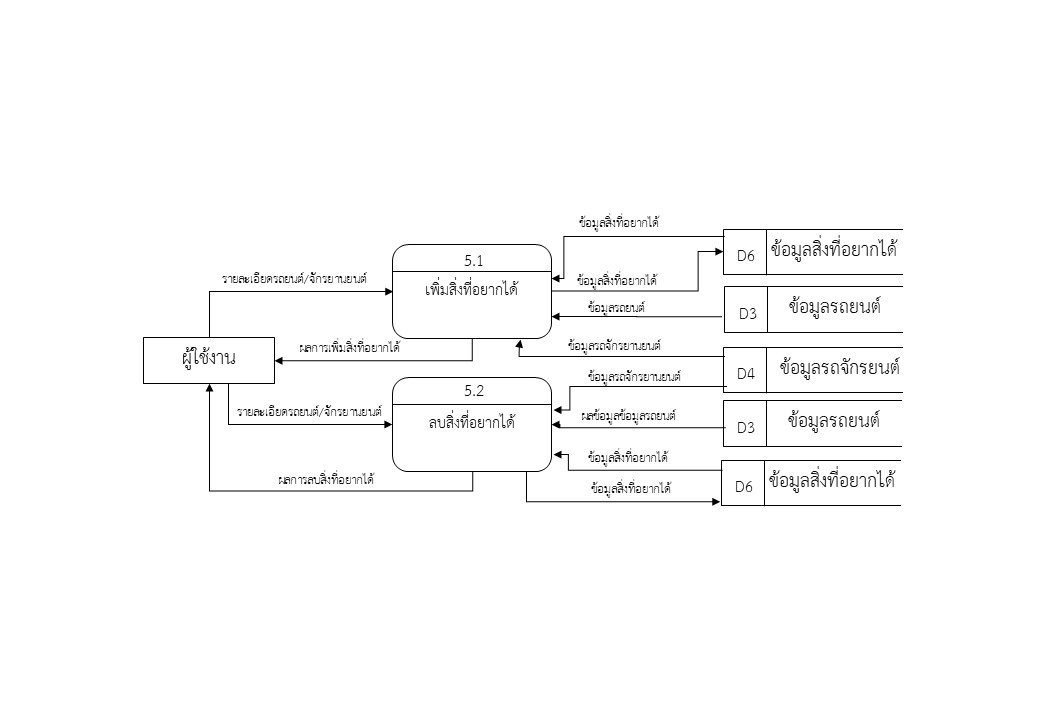 ข้อมูลสิ่งที่อยากได้
D6 ข้อมูลสิ่งที่อยากได้
5.1
เพิ่มสิ่งที่อยากได้
รายละเอียดรถยนต์/จักรยานยนต์
ข้อมูลสิ่งที่อยากได้
ข้อมูลรถยนต์
D3 ข้อมูลรถยนต์
ผู้ใช้งาน
ผลการเพิ่มสิ่งที่อยากได้
ข้อมูลรถจักรยานยนต์
D4 ข้อมูลรถจักรยนต์
ข้อมูลรถจักรยานยนต์
5.2
ลบสิ่งที่อยากได้
รายละเอียดรถยนต์/จักรยานยนต์
ผลข้อมูลข้อมูลรถยนต์
D3 ข้อมูลรถยนต์
ข้อมูลสิ่งที่อยากได้
D6 ข้อมูลสิ่งที่อยากได้
ผลการลบสิ่งที่อยากได้
ข้อมูลสิ่งที่อยากได้